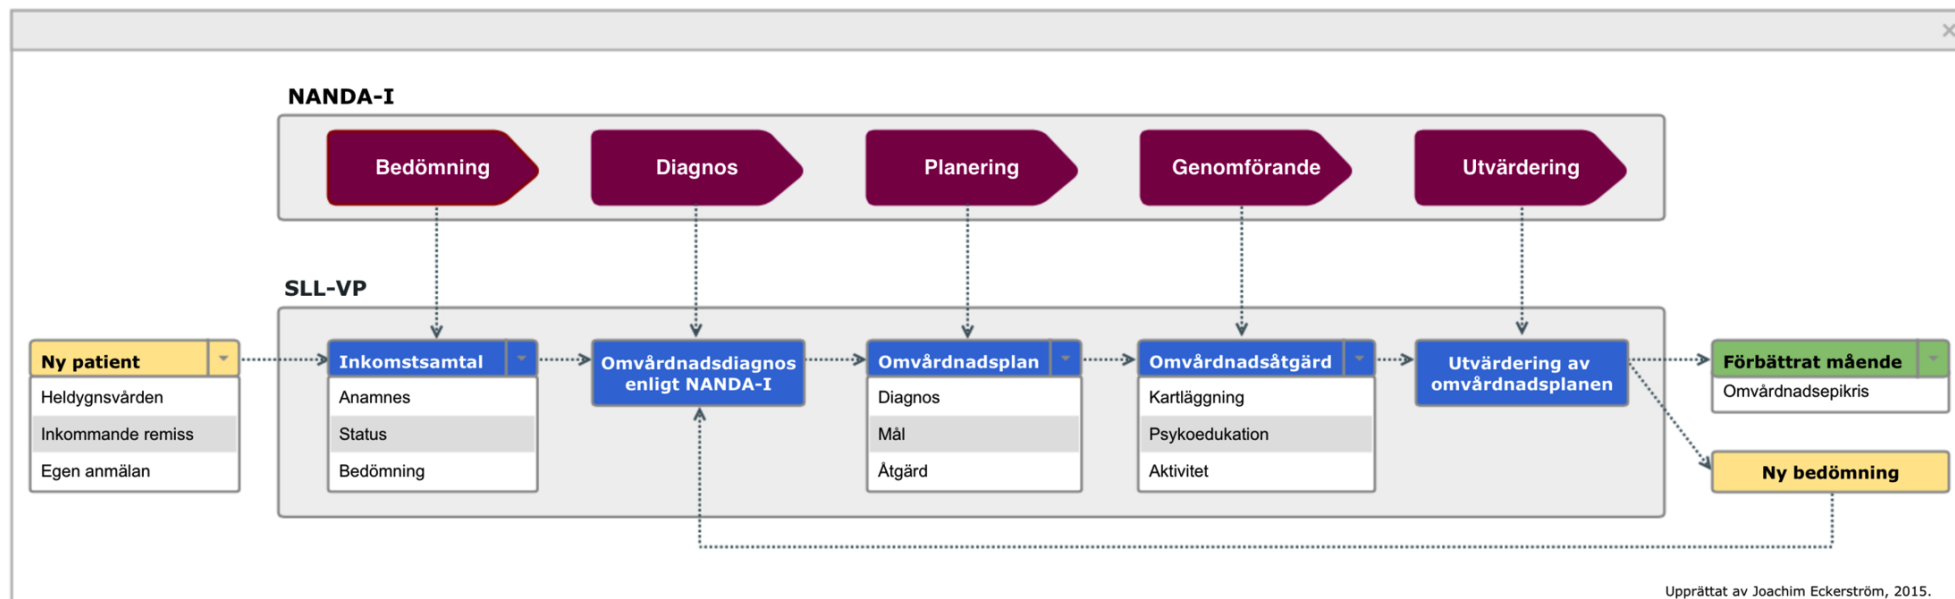 NANDA-I
Bedömning
Diagnos
Planering
Genomförande
Utvärdering
SLL-VP
Ny patient
Heldygnsvården
Inkommande remiss
Egen anmälan
Inkomstsamtal
Anamnes
Status
Bedömning
Omvårdnadsdiagnos
enligt NANDA-I
Omvårdnadsplan
Diagnos
Mål
Åtgärd
Omvårdnadsåtgärd
Kartläggning
Psykoedukation
Aktivitet
Utvärdering av
omvårdnadsplanen
Förbättrat mående
Omvårdnadsepikris
Ny bedömning
Upprättat av Joachim Eckerström, 2015.